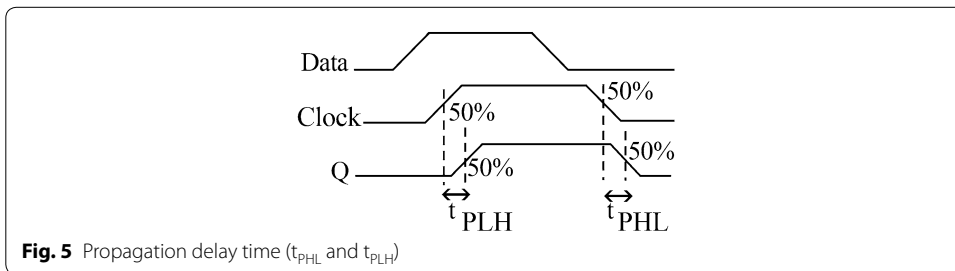 Data
50%
Clock
50%
Q
50%
50%
t PLH
t PHL
Fig. 5 Propagation delay time (tPHL and tPLH)